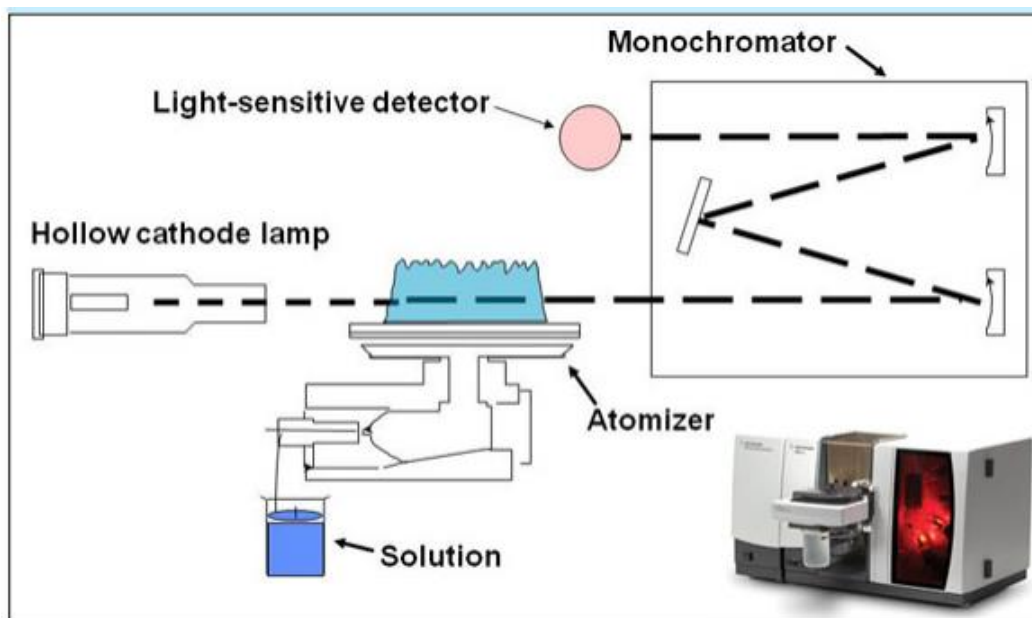 Monochromator
Light-sensitive detector
Hollow cathode lamp
Atomizer
Solution